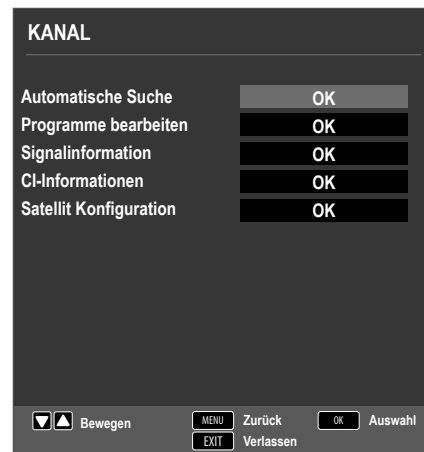 KANAL
Automatische Suche OK
Programme bearbeiten OK
Signalinformation OK
CI-Informationen OK
Satellit Konfiguration OK
Bewegen MENU Zurück OK Auswahl
EXIT Verlassen